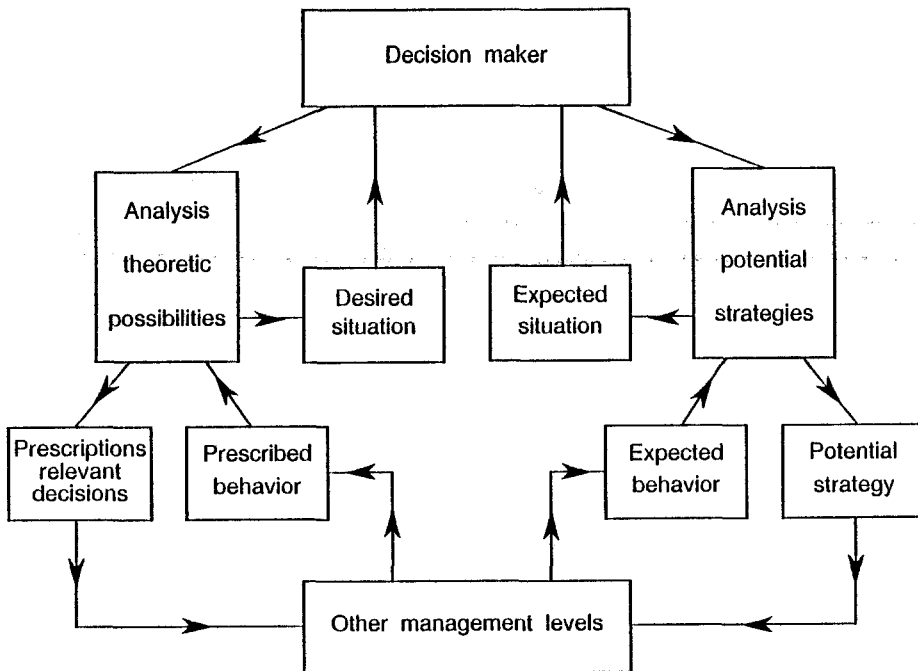 Decision maker
Analysis
theoretic
possibilities
Desired
situation
Expected
situation
Analysis
potential
strategies
Prescriptions
relevant
decisions
Prescribed
behavior
Expected
behavior
Potential
strategy
Other management levels